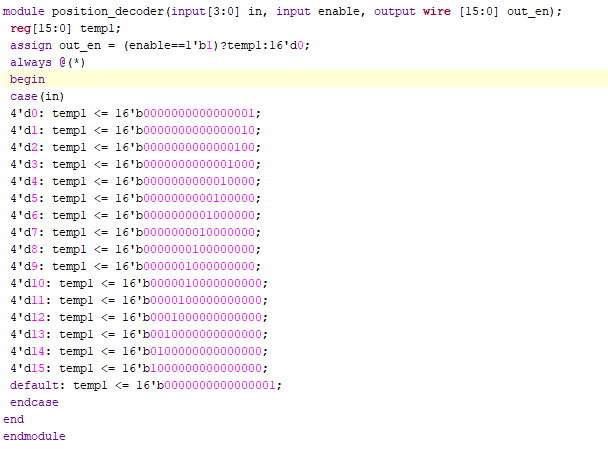 module position_decoder(input[3:0] in, input enable, output wire [15:0] out_en);
reg[15:0] temp1;
assign out_en = (enable==1'b1)?temp1:16'd0;
always @(*)
begin
case(in)
4'd0: temp1 <= 16'b0000000000000001;
4'd1: temp1 <= 16'b0000000000000010;
4'd2: temp1 <= 16'b0000000000000100;
4'd3: temp1 <= 16'b0000000000001000;
4'd4: temp1 <= 16'b0000000000010000;
4'd5: temp1 <= 16'b0000000000100000;
4'd6: temp1 <= 16'b0000000001000000;
4'd7: temp1 <= 16'b0000000010000000;
4'd8: temp1 <= 16'b0000000100000000;
4'd9: temp1 <= 16'b0000001000000000;
4'd10: temp1 <= 16'b0000010000000000;
4'd11: temp1 <= 16'b0000100000000000;
4'd12: temp1 <= 16'b0001000000000000;
4'd13: temp1 <= 16'b0010000000000000;
4'd14: temp1 <= 16'b0100000000000000;
4'd15: temp1 <= 16'b1000000000000000;
default: temp1 <= 16'b0000000000000001;
endcase
end
endmodule